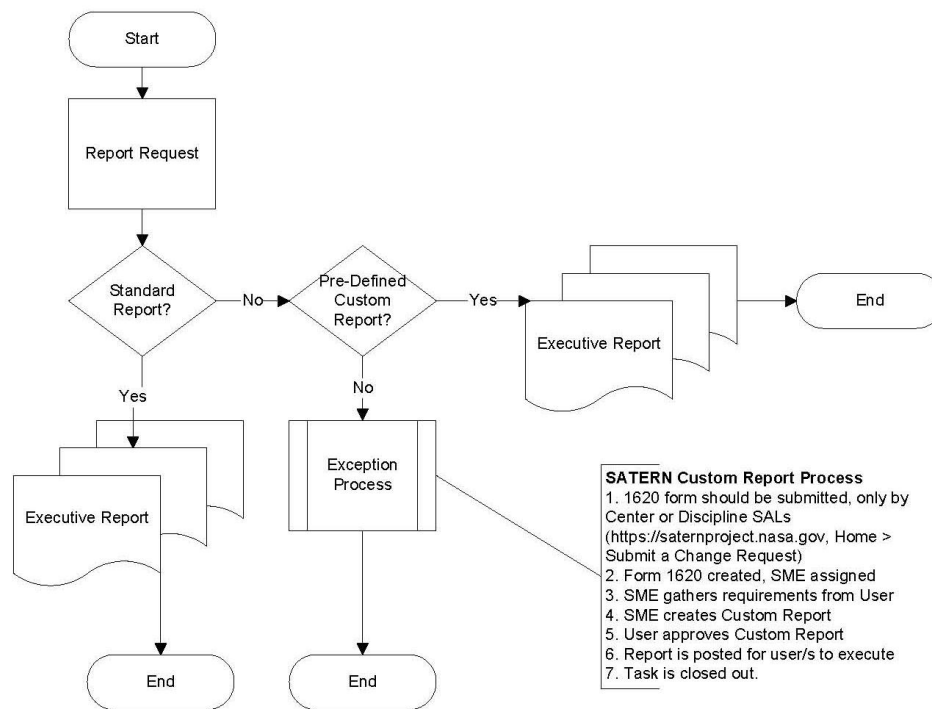 Start
Report Request
Standard
Report?
No
Pre-Defined
Custom
Report?
Yes
Executive Report
End
Yes
No
Executive Report
Exception
Process
SATERN Custom Report Process
1. 1620 form should be submitted, only by
Center or Discipline SALs
(https://saternproject.nasa.gov, Home >
Submit a Change Request)
2. Form 1620 created, SME assigned
3. SME gathers requirements from User
4. SME creates Custom Report
5. User approves Custom Report
6. Report is posted for user/s to execute
7. Task is closed out.
End
End